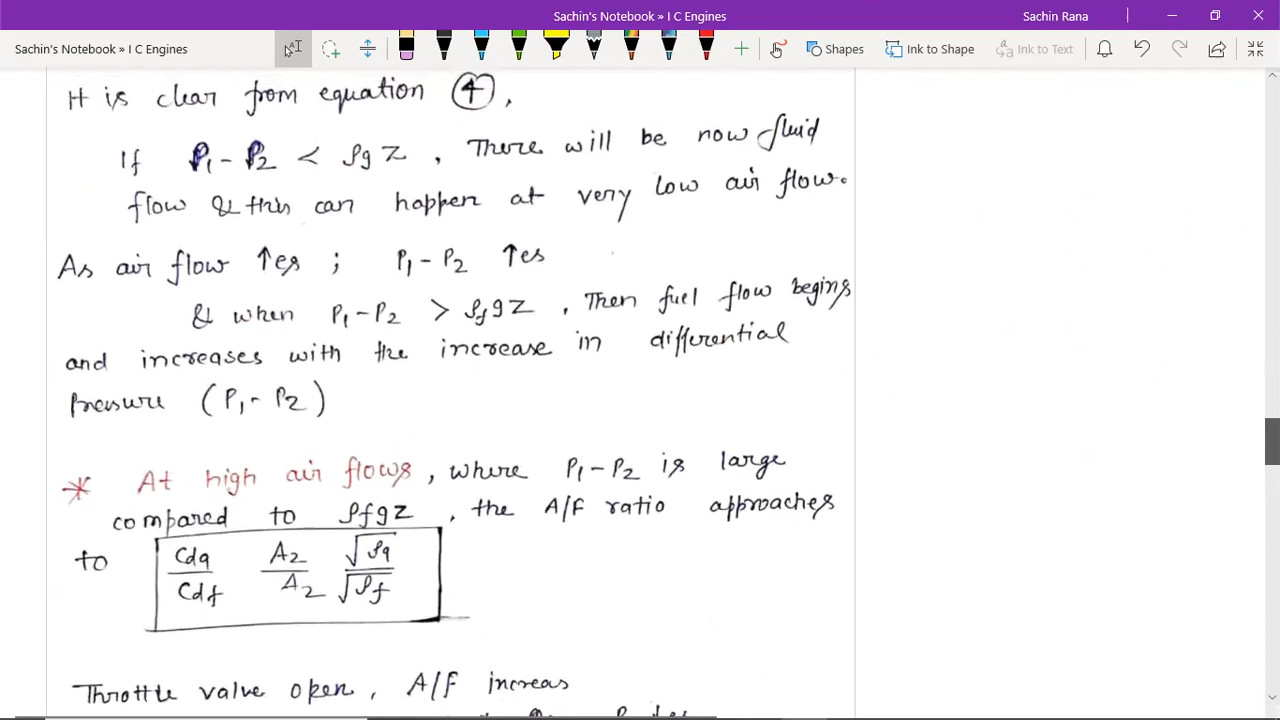 Sachin's Notebook » I C Engines
Sachin Rana
Sachin's Notebook » I C Engines
Shapes
Ink to Shape
Ink to Text
It is clear from equation ④,
If P1 - P2 < ρg Z , There will be now fluid
flow & this can happen at very low air flow.
As air flow ↑es ; P1 - P2 ↑es
& when P1 - P2 > ρf g Z , Then fuel flow begins
and increases with the increase in differential
Pressure (P1 - P2)
* At high air flows, where P1 - P2 is large
compared to ρfgz , the A/F ratio approaches
to Cda/Cdf A2/A2 √ρa/√ρf
Throttle valve open, A/F increas